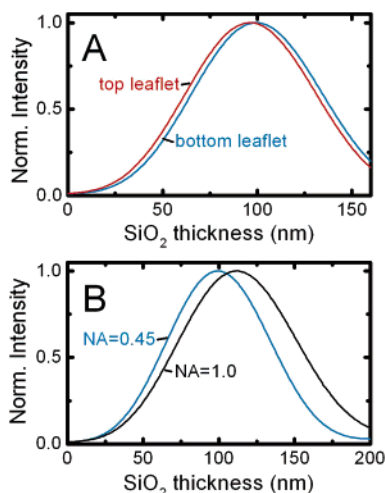 A
top leaflet
bottom leaflet
Norm. Intensity
1.0
0.5
0.0
0 50 100 150
SiO₂ thickness (nm)
B
NA=0.45
NA=1.0
Norm. Intensity
1.0
0.5
0.0
0 50 100 150 200
SiO₂ thickness (nm)